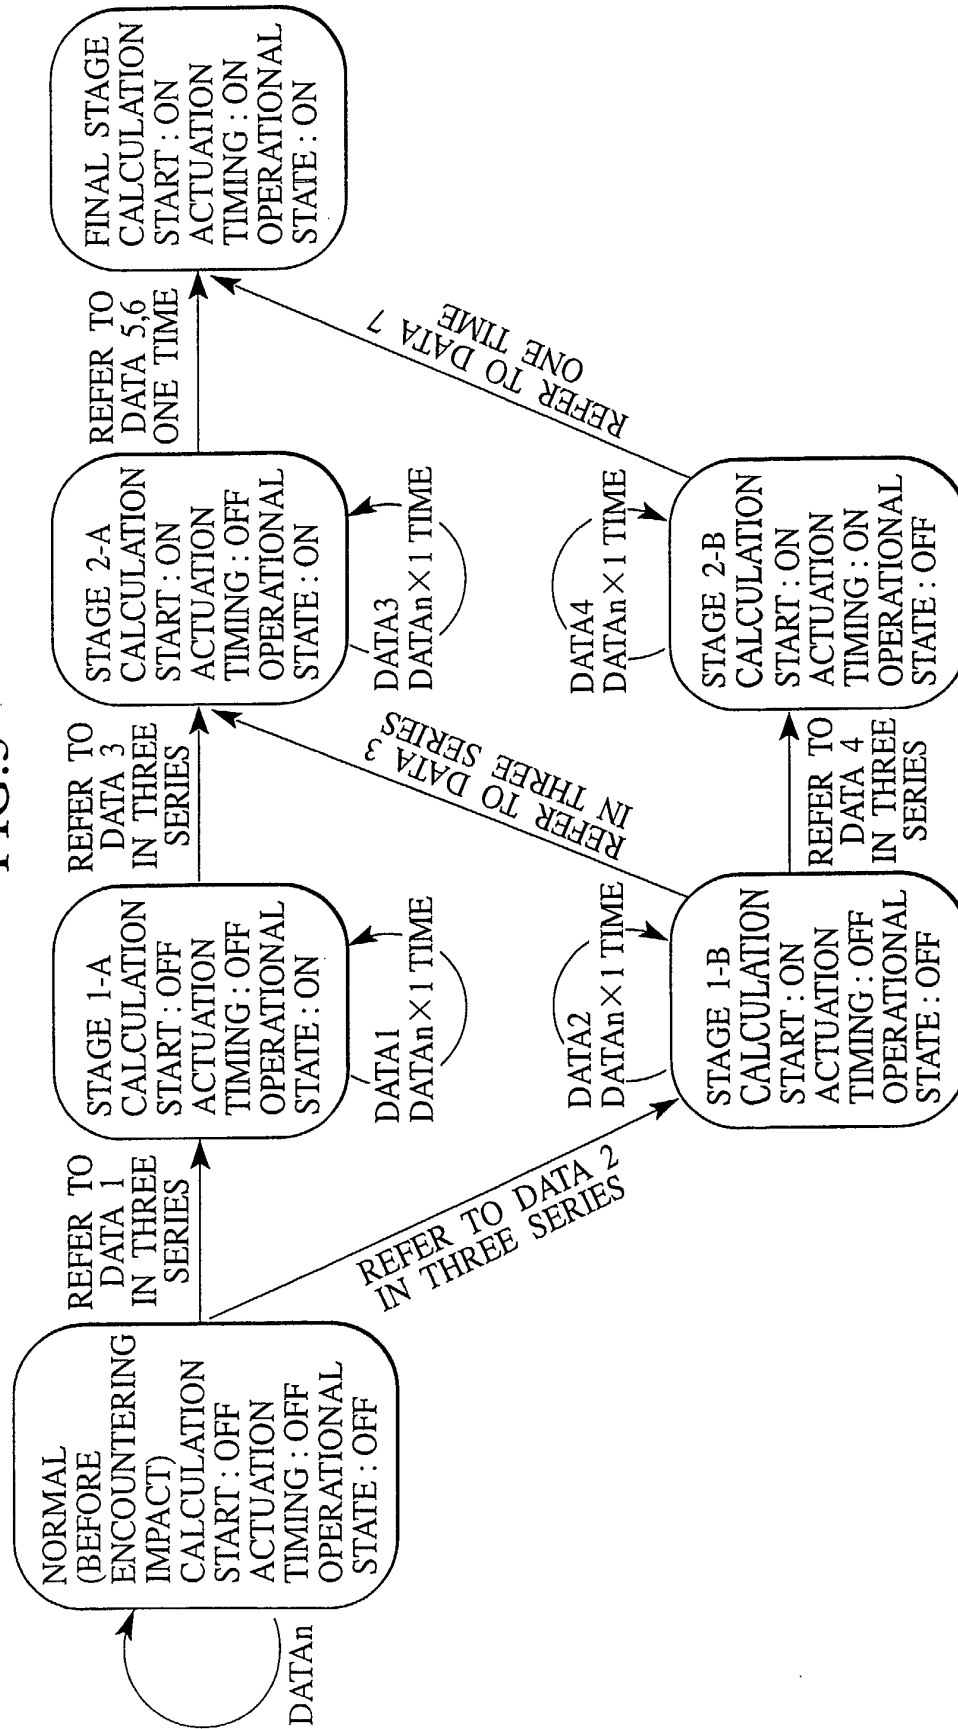 NORMAL
(BEFORE
ENCOUNTERING
IMPACT)
CALCULATION
START : OFF
ACTUATION
TIMING : OFF
OPERATIONAL
STATE : OFF
DATAn
REFER TO
DATA 1
IN THREE
SERIES
REFER TO DATA 2
IN THREE SERIES
STAGE 1-A
CALCULATION
START : OFF
ACTUATION
TIMING : OFF
OPERATIONAL
STATE : ON
DATA1
DATAn×1 TIME
STAGE 1-B
CALCULATION
START : ON
ACTUATION
TIMING : OFF
OPERATIONAL
STATE : OFF
DATA2
DATAn×1 TIME
REFER TO
DATA 3
IN THREE
SERIES
REFER TO DATA 3
IN THREE SERIES
REFER TO
DATA 4
IN THREE
SERIES
STAGE 2-A
CALCULATION
START : ON
ACTUATION
TIMING : OFF
OPERATIONAL
STATE : ON
DATA3
DATAn×1 TIME
STAGE 2-B
CALCULATION
START : ON
ACTUATION
TIMING : ON
OPERATIONAL
STATE : OFF
DATA4
DATAn×1 TIME
REFER TO
DATA 5,6
ONE TIME
REFER TO DATA 7
ONE TIME
FINAL STAGE
CALCULATION
START : ON
ACTUATION
TIMING : ON
OPERATIONAL
STATE : ON